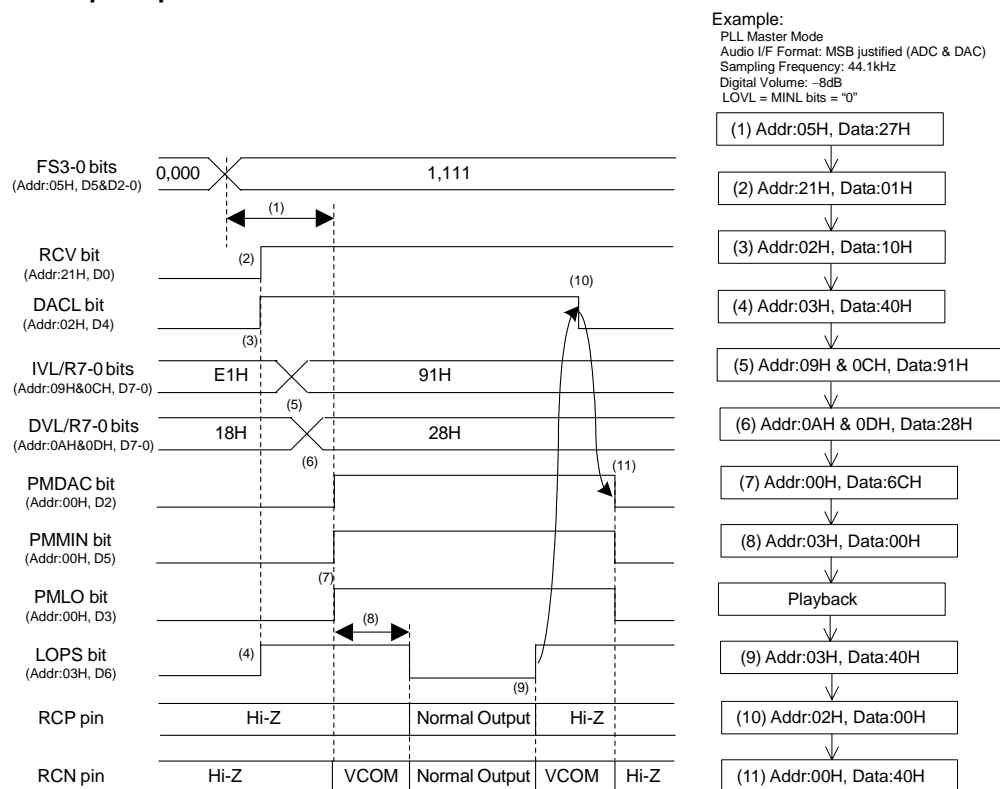 Example:
PLL Master Mode
Audio I/F Format: MSB justified (ADC & DAC)
Sampling Frequency: 44.1kHz
Digital Volume: −8dB
LOVL = MINL bits = “0”
(1) Addr:05H, Data:27H
(2) Addr:21H, Data:01H
(3) Addr:02H, Data:10H
(4) Addr:03H, Data:40H
(5) Addr:09H & 0CH, Data:91H
(6) Addr:0AH & 0DH, Data:28H
(7) Addr:00H, Data:6CH
(8) Addr:03H, Data:00H
Playback
(9) Addr:03H, Data:40H
(10) Addr:02H, Data:00H
(11) Addr:00H, Data:40H
FS3-0 bits
(Addr:05H, D5&D2-0)
0,000
1,111
(1)
RCV bit
(Addr:21H, D0)
(2)
DACL bit
(Addr:02H, D4)
(3)
(10)
IVL/R7-0 bits
(Addr:09H&0CH, D7-0)
E1H
91H
(5)
DVL/R7-0 bits
(Addr:0AH&0DH, D7-0)
18H
28H
(6)
PMDAC bit
(Addr:00H, D2)
(11)
PMMIN bit
(Addr:00H, D5)
(7)
PMLO bit
(Addr:00H, D3)
(8)
LOPS bit
(Addr:03H, D6)
(4)
(9)
RCP pin
Hi-Z
Normal Output
Hi-Z
RCN pin
Hi-Z
VCOM
Normal Output
VCOM
Hi-Z